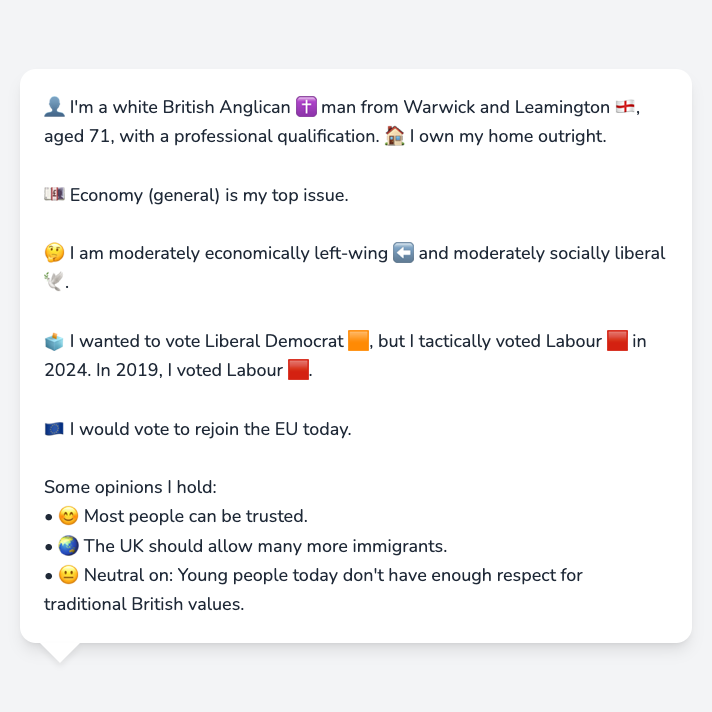 👤 I'm a white British Anglican ✝️ man from Warwick and Leamington 🏴󠁧󠁢󠁥󠁮󠁧󠁿,
aged 71, with a professional qualification. 🏠 I own my home outright.
💷 Economy (general) is my top issue.
🤔 I am moderately economically left-wing ⬅️ and moderately socially liberal
🕊️.
🗳️ I wanted to vote Liberal Democrat 🟧, but I tactically voted Labour 🟥 in
2024. In 2019, I voted Labour 🟥.
🇪🇺 I would vote to rejoin the EU today.
Some opinions I hold:
• 😊 Most people can be trusted.
• 🌏 The UK should allow many more immigrants.
• 😐 Neutral on: Young people today don't have enough respect for
traditional British values.